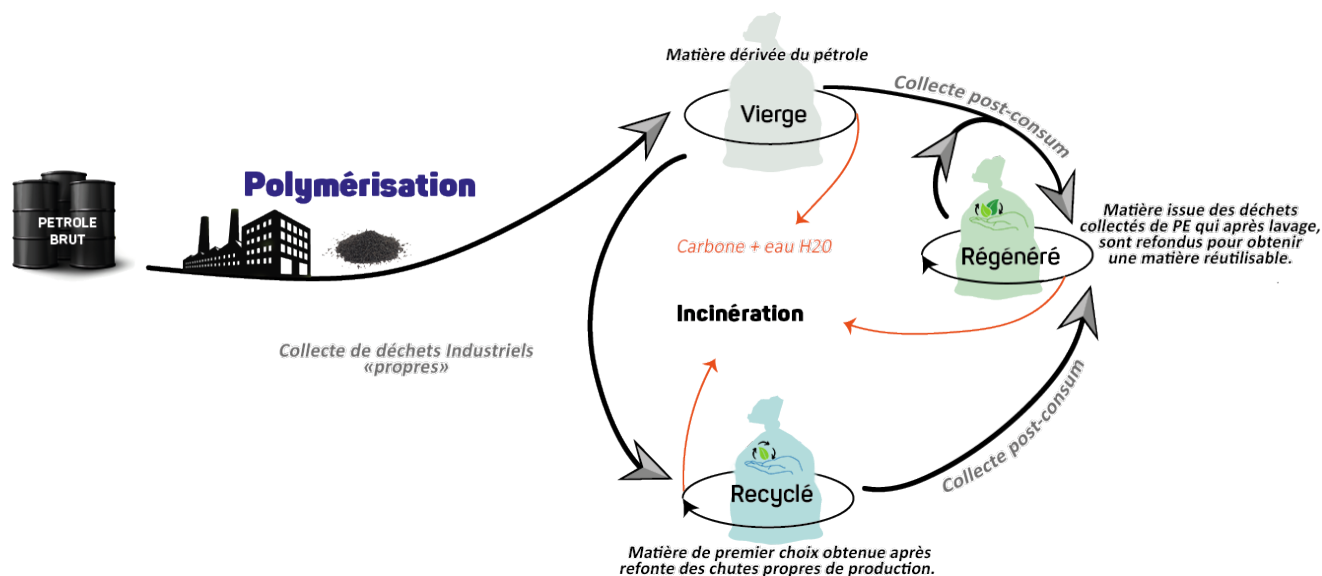 Matière dérivée du pétrole
Vierge
Collecte post-consum
PETROLE
BRUT
Polymérisation
Carbone + eau H20
Régénéré
Matière issue des déchets
collectés de PE qui après lavage,
sont refondus pour obtenir
une matière réutilisable.
Incinération
Collecte de déchets Industriels
«propres»
Collecte post-consum
Recyclé
Matière de premier choix obtenue après
refonte des chutes propres de production.